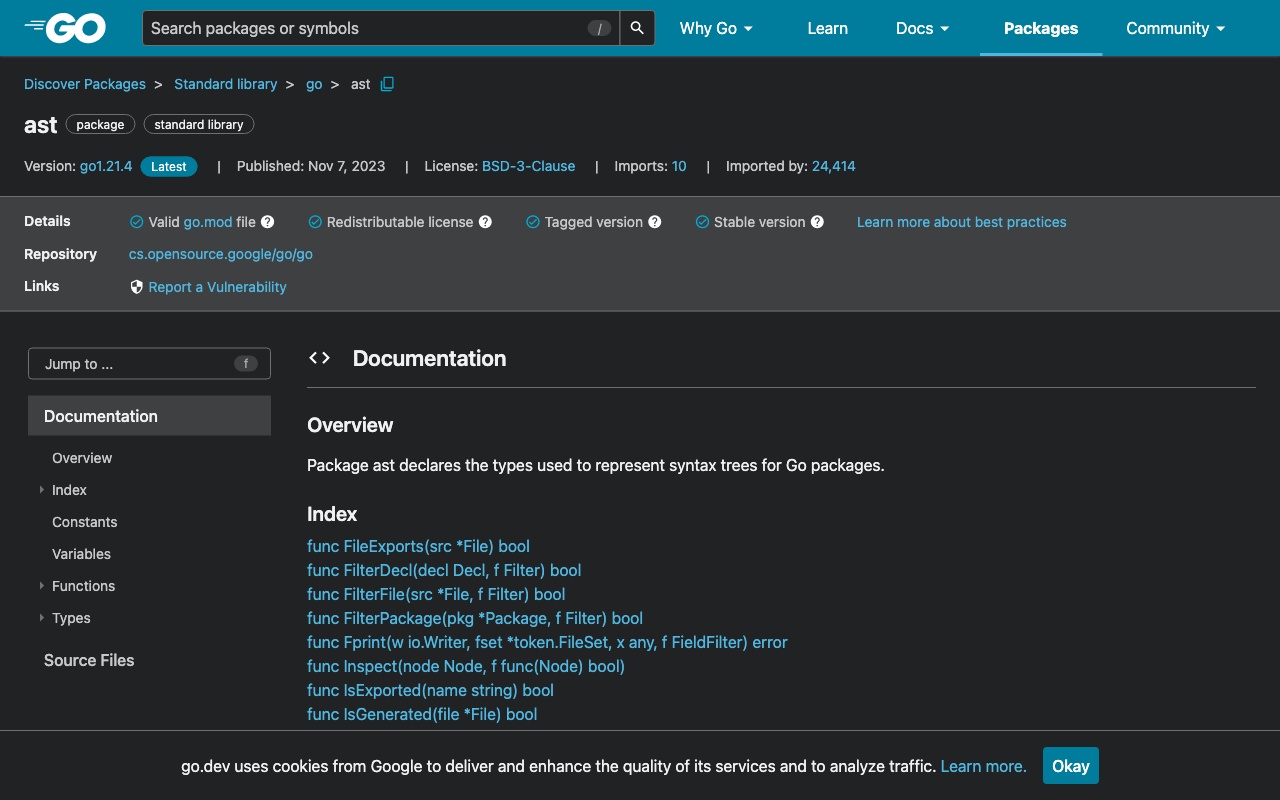 GO
Search packages or symbols /
Why Go
Learn
Docs
Packages
Community
Discover Packages > Standard library > go > ast
ast package standard library
Version: go1.21.4 Latest | Published: Nov 7, 2023 | License: BSD-3-Clause | Imports: 10 | Imported by: 24,414
Details Valid go.mod file ? Redistributable license ? Tagged version ? Stable version ? Learn more about best practices
Repository cs.opensource.google/go/go
Links Report a Vulnerability
Jump to ... f
Documentation
Overview
Index
Constants
Variables
Functions
Types
Source Files
Documentation
Overview
Package ast declares the types used to represent syntax trees for Go packages.
Index
func FileExports(src *File) bool
func FilterDecl(decl Decl, f Filter) bool
func FilterFile(src *File, f Filter) bool
func FilterPackage(pkg *Package, f Filter) bool
func Fprint(w io.Writer, fset *token.FileSet, x any, f FieldFilter) error
func Inspect(node Node, f func(Node) bool)
func IsExported(name string) bool
func IsGenerated(file *File) bool
go.dev uses cookies from Google to deliver and enhance the quality of its services and to analyze traffic. Learn more.
Okay